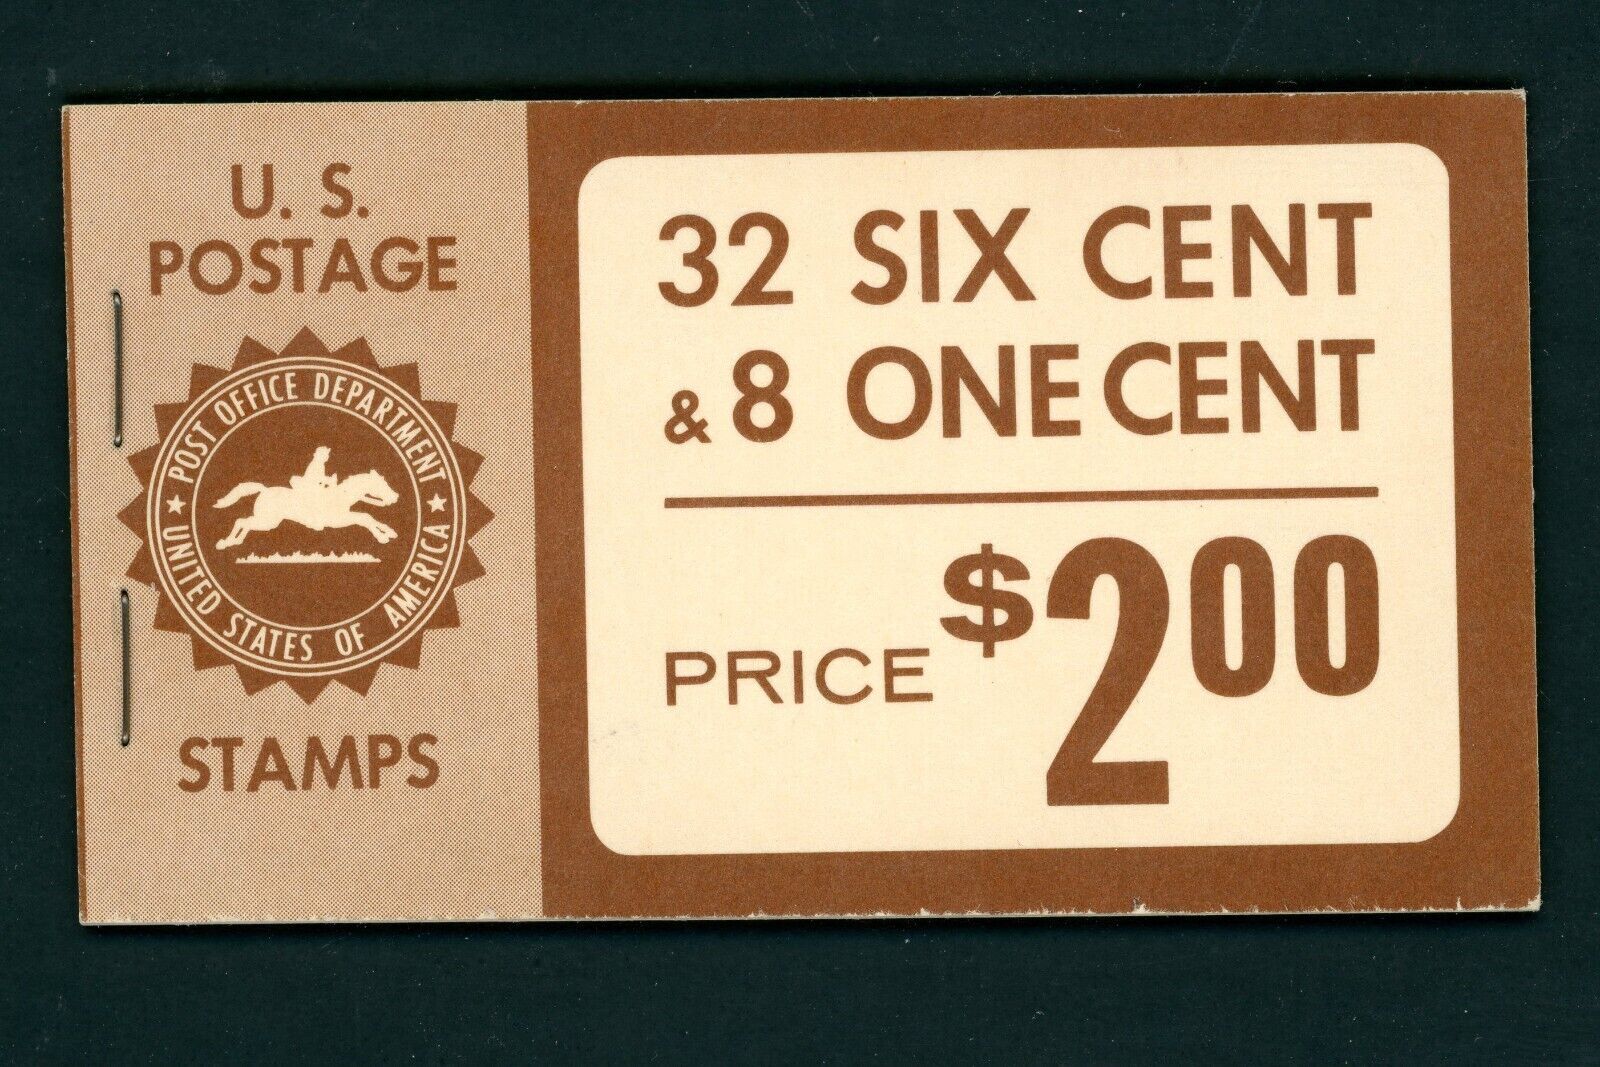 U. S.
POSTAGE
★ POST OFFICE DEPARTMENT ★
UNITED STATES OF AMERICA
STAMPS
32 SIX CENT
& 8 ONE CENT
PRICE $2.00